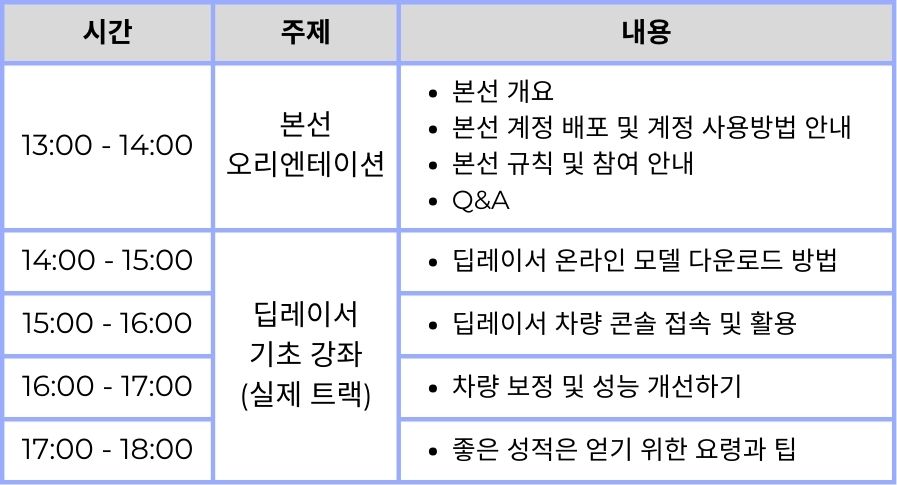 시간 주제 내용
13:00 - 14:00
본선
오리엔테이션
• 본선 개요
• 본선 계정 배포 및 계정 사용방법 안내
• 본선 규칙 및 참여 안내
• Q&A
14:00 - 15:00
딥레이서
기초 강좌
(실제 트랙)
• 딥레이서 온라인 모델 다운로드 방법
15:00 - 16:00
• 딥레이서 차량 콘솔 접속 및 활용
16:00 - 17:00
• 차량 보정 및 성능 개선하기
17:00 - 18:00
• 좋은 성적은 얻기 위한 요령과 팁